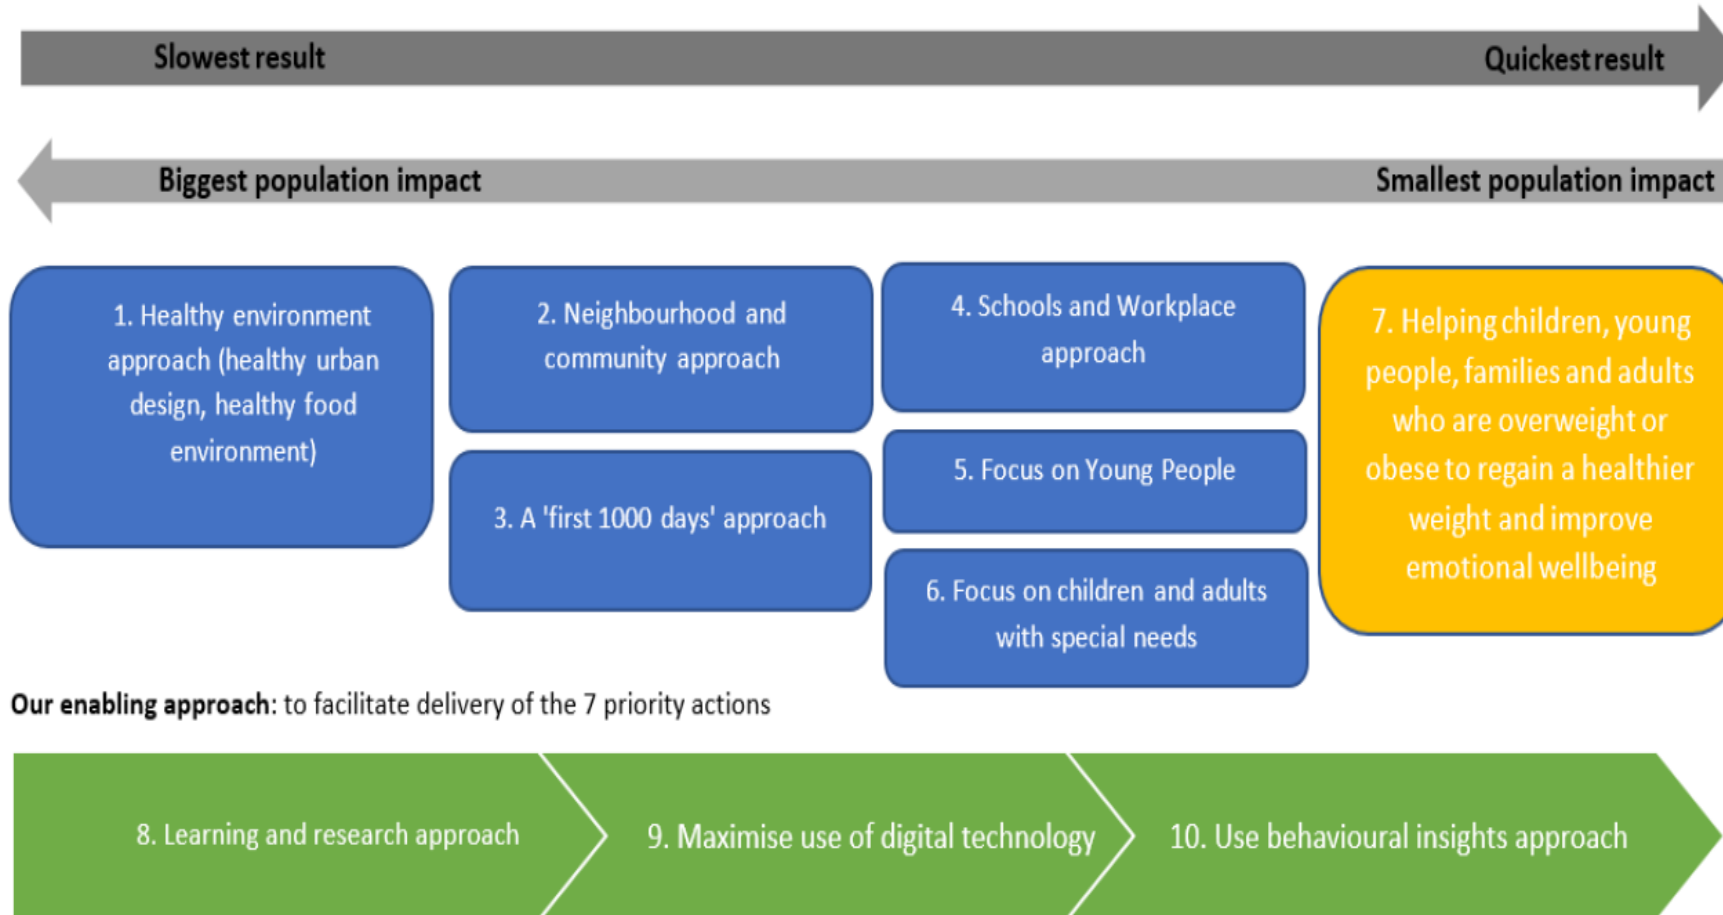 Slowest result
Quickest result
Biggest population impact
Smallest population impact
1. Healthy environment
approach (healthy urban
design, healthy food
environment)
2. Neighbourhood and
community approach
3. A 'first 1000 days' approach
4. Schools and Workplace
approach
5. Focus on Young People
6. Focus on children and adults
with special needs
7. Helping children, young
people, families and adults
who are overweight or
obese to regain a healthier
weight and improve
emotional wellbeing
Our enabling approach: to facilitate delivery of the 7 priority actions
8. Learning and research approach
9. Maximise use of digital technology
10. Use behavioural insights approach